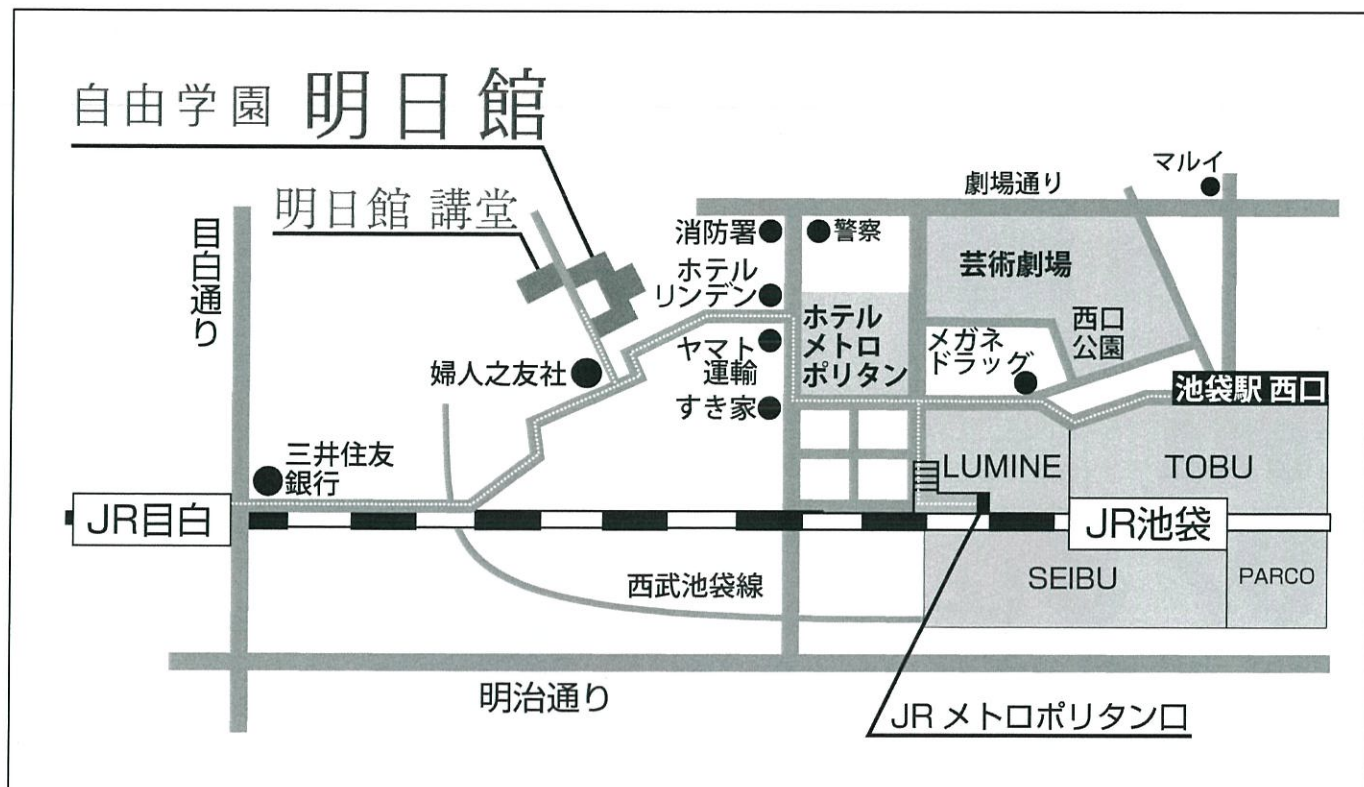 自由学園 明日館
明日館 講堂
目白通り
劇場通り
マルイ
消防署
警察
ホテル
リンデン
芸術劇場
ホテル
メトロ
ポリタン
西口
公園
メガネ
ドラッグ
ヤマト
運輸
すき家
婦人之友社
池袋駅 西口
三井住友
銀行
LUMINE
TOBU
JR目白
JR池袋
SEIBU
PARCO
西武池袋線
明治通り
JR メトロポリタン口